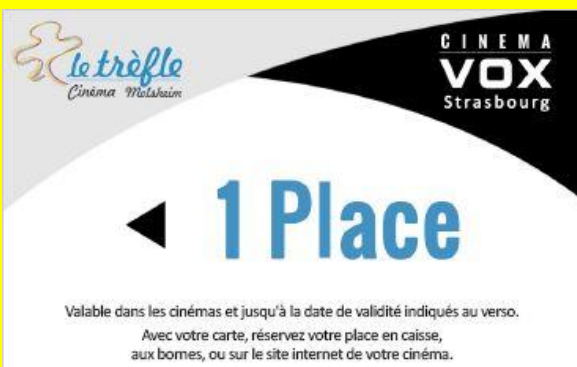 le trèfle
Cinéma Molsheim
CINEMA
VOX
Strasbourg
1 Place
Valable dans les cinémas et jusqu'à la date de validité indiqués au verso.
Avec votre carte, réservez votre place en caisse,
aux bornes, ou sur le site internet de votre cinéma.